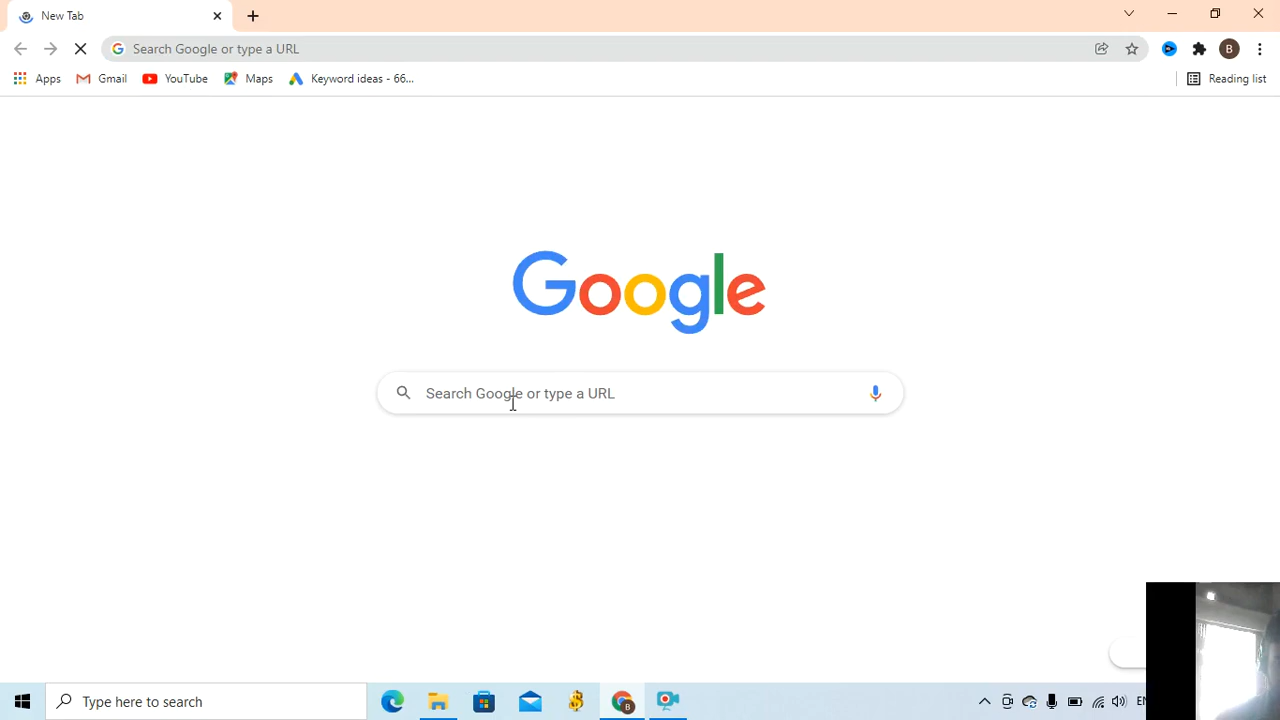 New Tab
Search Google or type a URL
B
Apps
Gmail
YouTube
Maps
Keyword ideas - 66...
Reading list
Google
Search Google or type a URL
Type here to search
B